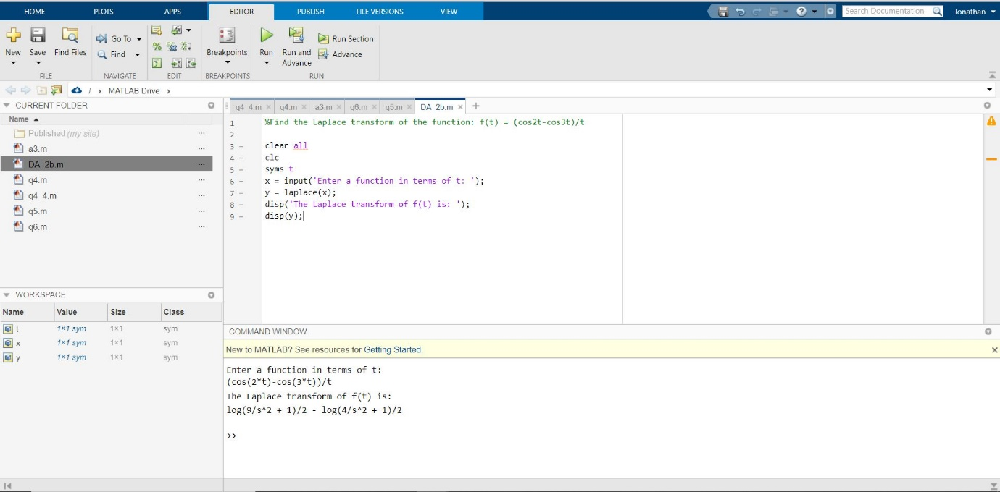 HOME PLOTS APPS EDITOR PUBLISH FILE VERSIONS VIEW Search Documentation Jonathan
New Save Find Files Go To Find Breakpoints Run Run and Advance Run Section Advance
FILE NAVIGATE EDIT BREAKPOINTS RUN
/ › MATLAB Drive ›
CURRENT FOLDER
Name
Published (my site) ...
a3.m ...
DA_2b.m ...
q4.m ...
q4_4.m ...
q5.m ...
q6.m ...
WORKSPACE
Name Value Size Class
t 1×1 sym 1×1 sym
x 1×1 sym 1×1 sym
y 1×1 sym 1×1 sym
q4_4.m × q4.m × a3.m × q6.m × q5.m × DA_2b.m × +
1 %Find the Laplace transform of the function: f(t) = (cos2t-cos3t)/t
2
3 – clear all
4 – clc
5 – syms t
6 – x = input('Enter a function in terms of t: ');
7 – y = laplace(x);
8 – disp('The Laplace transform of f(t) is: ');
9 – disp(y);
COMMAND WINDOW
New to MATLAB? See resources for Getting Started. ×
Enter a function in terms of t:
(cos(2*t)-cos(3*t))/t
The Laplace transform of f(t) is:
log(9/s^2 + 1)/2 - log(4/s^2 + 1)/2
>>